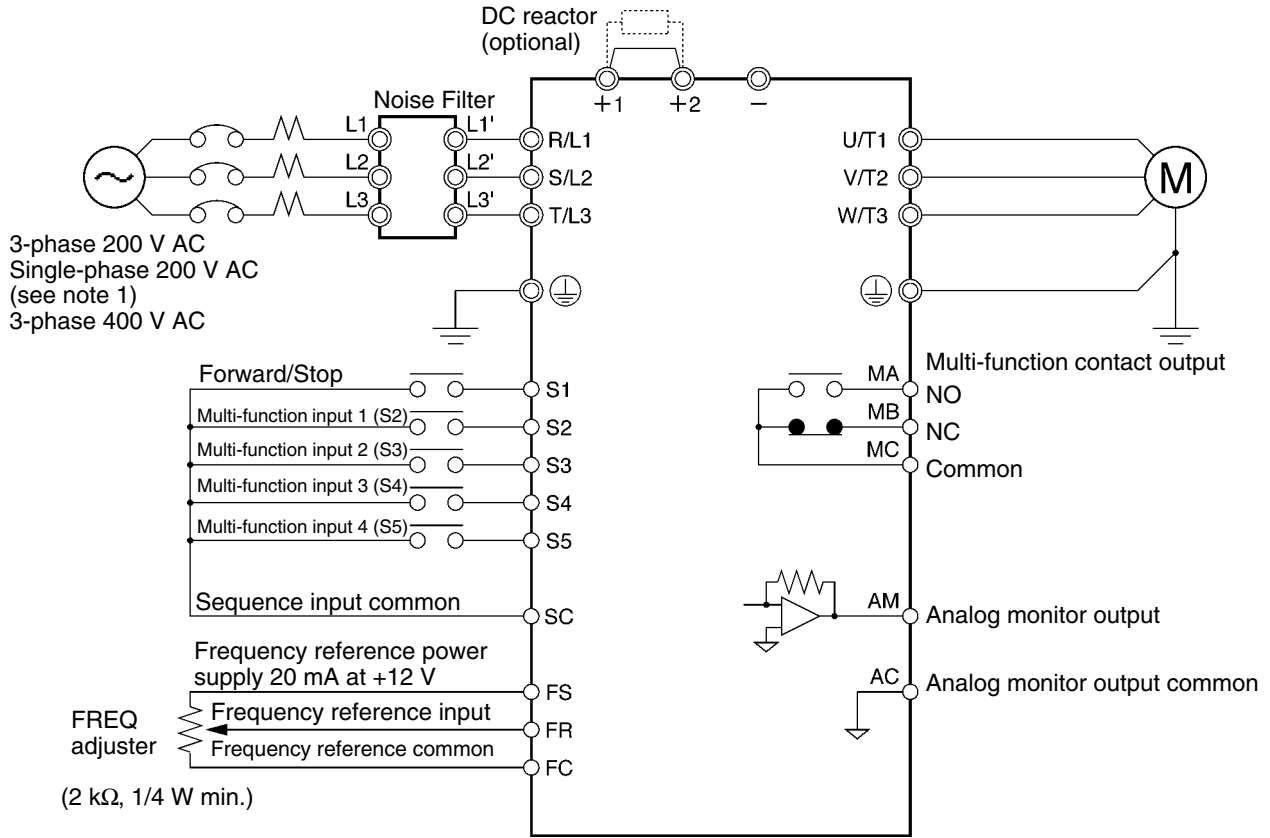 DC reactor
(optional)
+1
+2
−
Noise Filter
L1
L1'
R/L1
L2
L2'
S/L2
L3
L3'
T/L3
U/T1
V/T2
W/T3
M
3-phase 200 V AC
Single-phase 200 V AC
(see note 1)
3-phase 400 V AC
Forward/Stop
S1
Multi-function input 1 (S2)
S2
Multi-function input 2 (S3)
S3
Multi-function input 3 (S4)
S4
Multi-function input 4 (S5)
S5
Sequence input common
SC
Frequency reference power
supply 20 mA at +12 V
FS
Frequency reference input
FR
Frequency reference common
FC
FREQ
adjuster
(2 kΩ, 1/4 W min.)
Multi-function contact output
MA
NO
MB
NC
MC
Common
AM
Analog monitor output
AC
Analog monitor output common